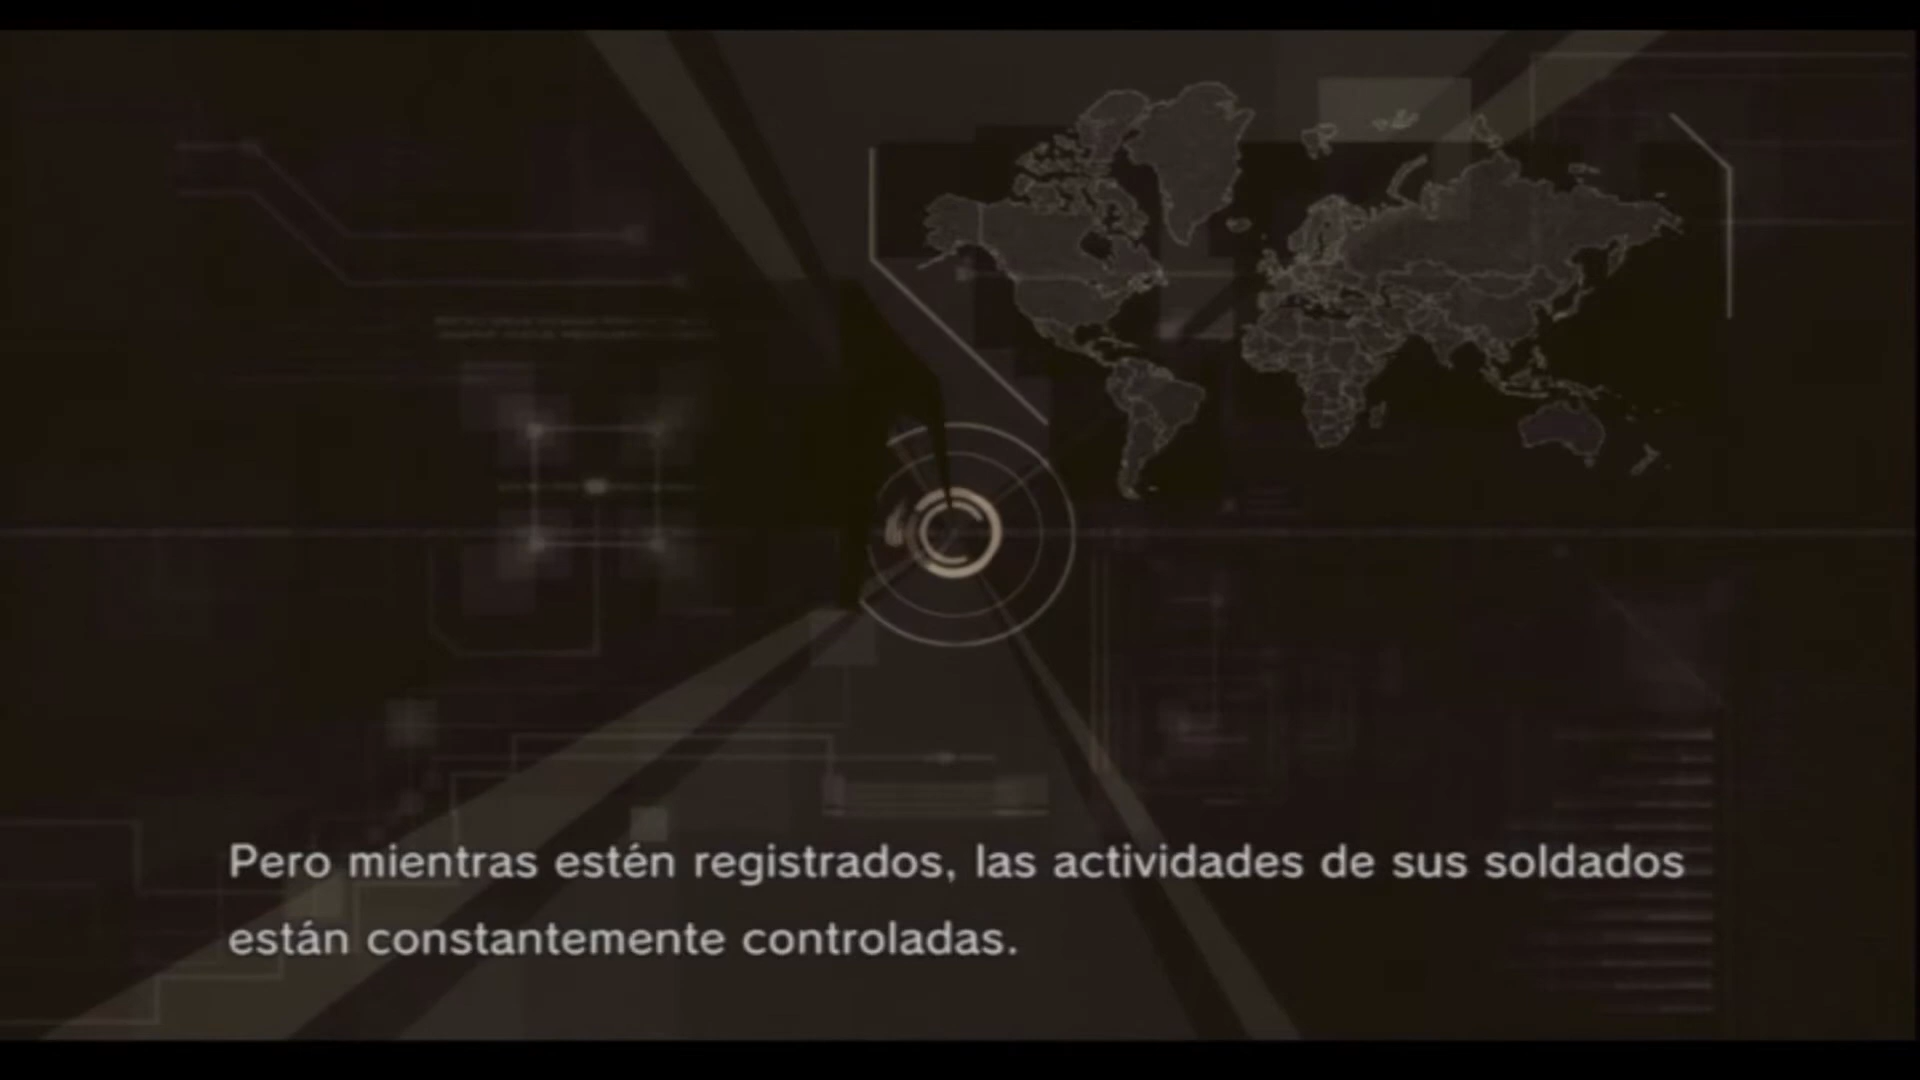 Pero mientras estén registrados, las actividades de sus soldados
están constantemente controladas.